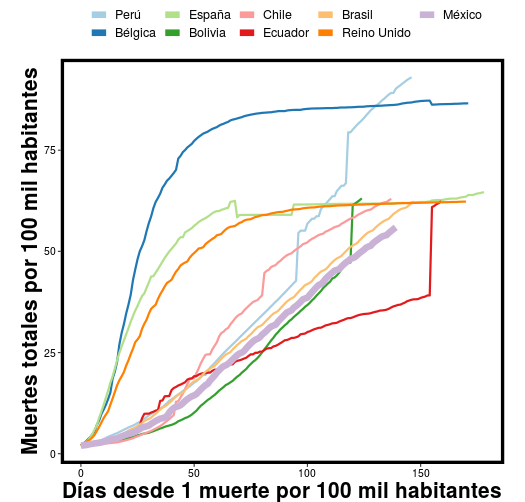 Perú España Chile Brasil México
Bélgica Bolivia Ecuador Reino Unido
Muertes totales por 100 mil habitantes
75
50
25
0
0 50 100 150
Días desde 1 muerte por 100 mil habitantes